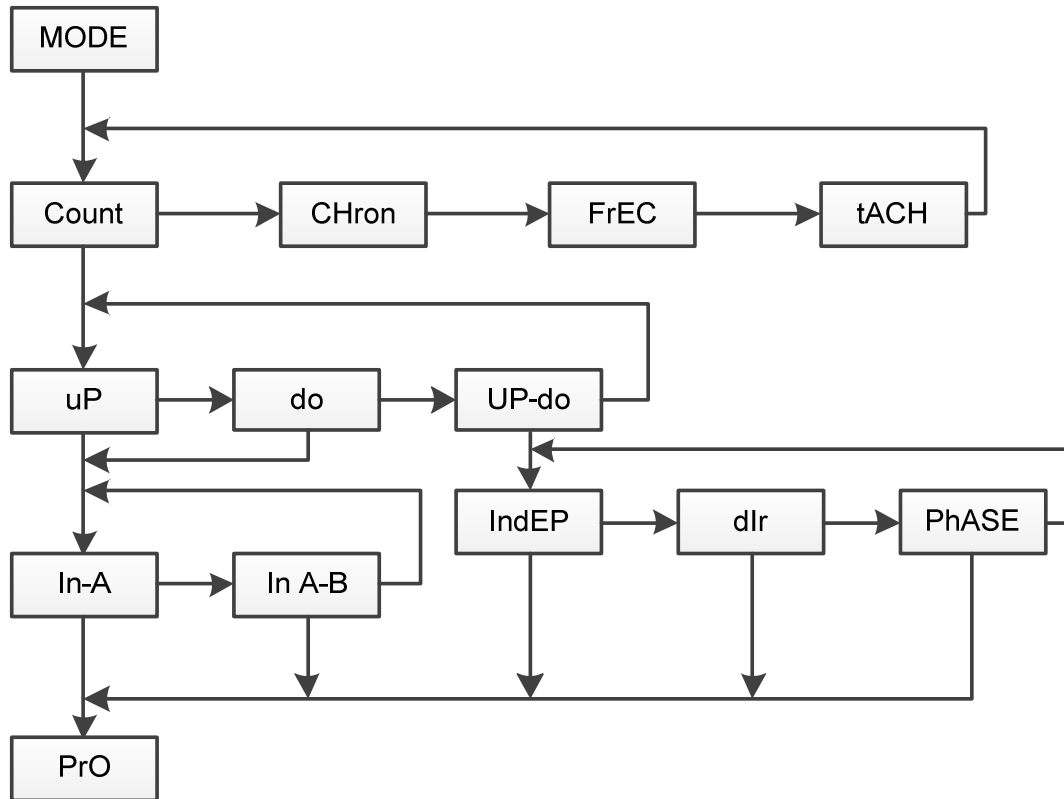 MODE
Count
CHron
FrEC
tACH
uP
do
UP-do
IndEP
dIr
PhASE
In-A
In A-B
PrO